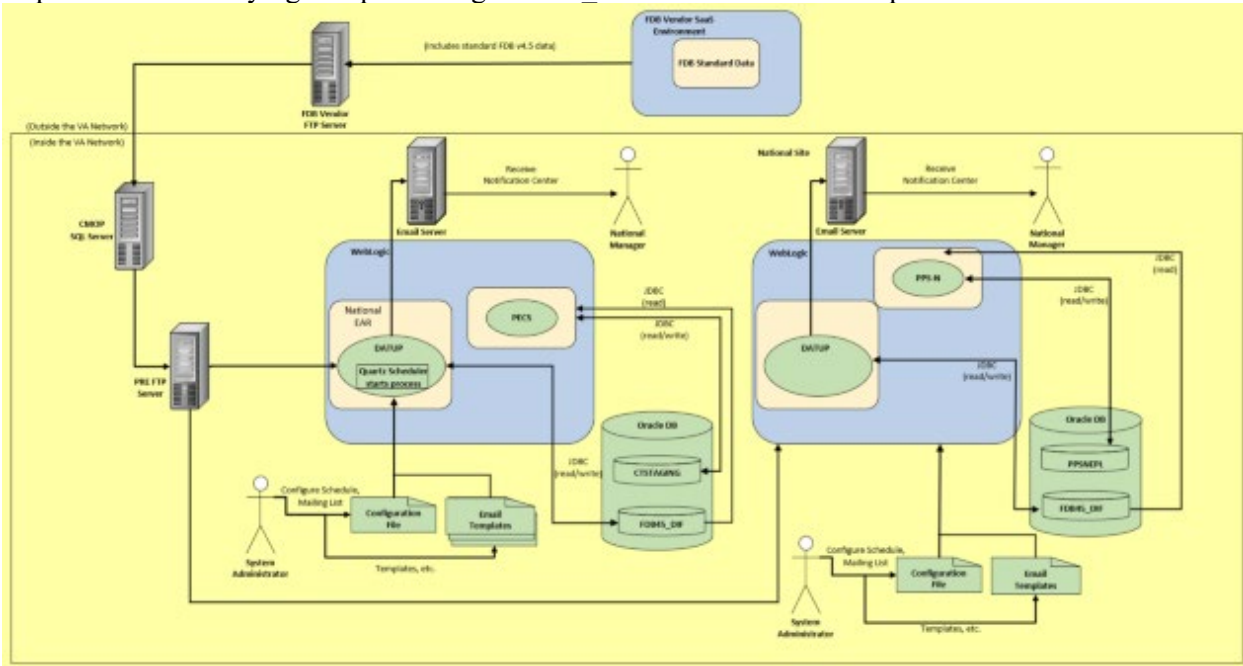 FDB Vendor SaaS
Environment
FDB Standard Data
(Includes standard FDB v4.5 data)
FDB Vendor
FTP Server
(Outside the VA Network)
(Inside the VA Network)
CMOP
SQL Server
PRE FTP
Server
Email Server
Receive
Notification Center
National
Manager
WebLogic
National
EAR
DATUP
Quartz Scheduler
starts process
PECS
JDBC
(read)
JDBC
(read/write)
JDBC
(read/write)
Oracle DB
CTSTAGING
FDB45_DIF
Configure Schedule,
Mailing List
Configuration
File
Email
Templates
Templates, etc.
System
Administrator
National Site
Email Server
Receive
Notification Center
National
Manager
WebLogic
PPS-N
DATUP
JDBC
(read)
JDBC
(read/write)
JDBC
(read/write)
Oracle DB
PPSNEPL
FDB45_DIF
Configure Schedule,
Mailing List
Configuration
File
Email
Templates
Templates, etc.
System
Administrator